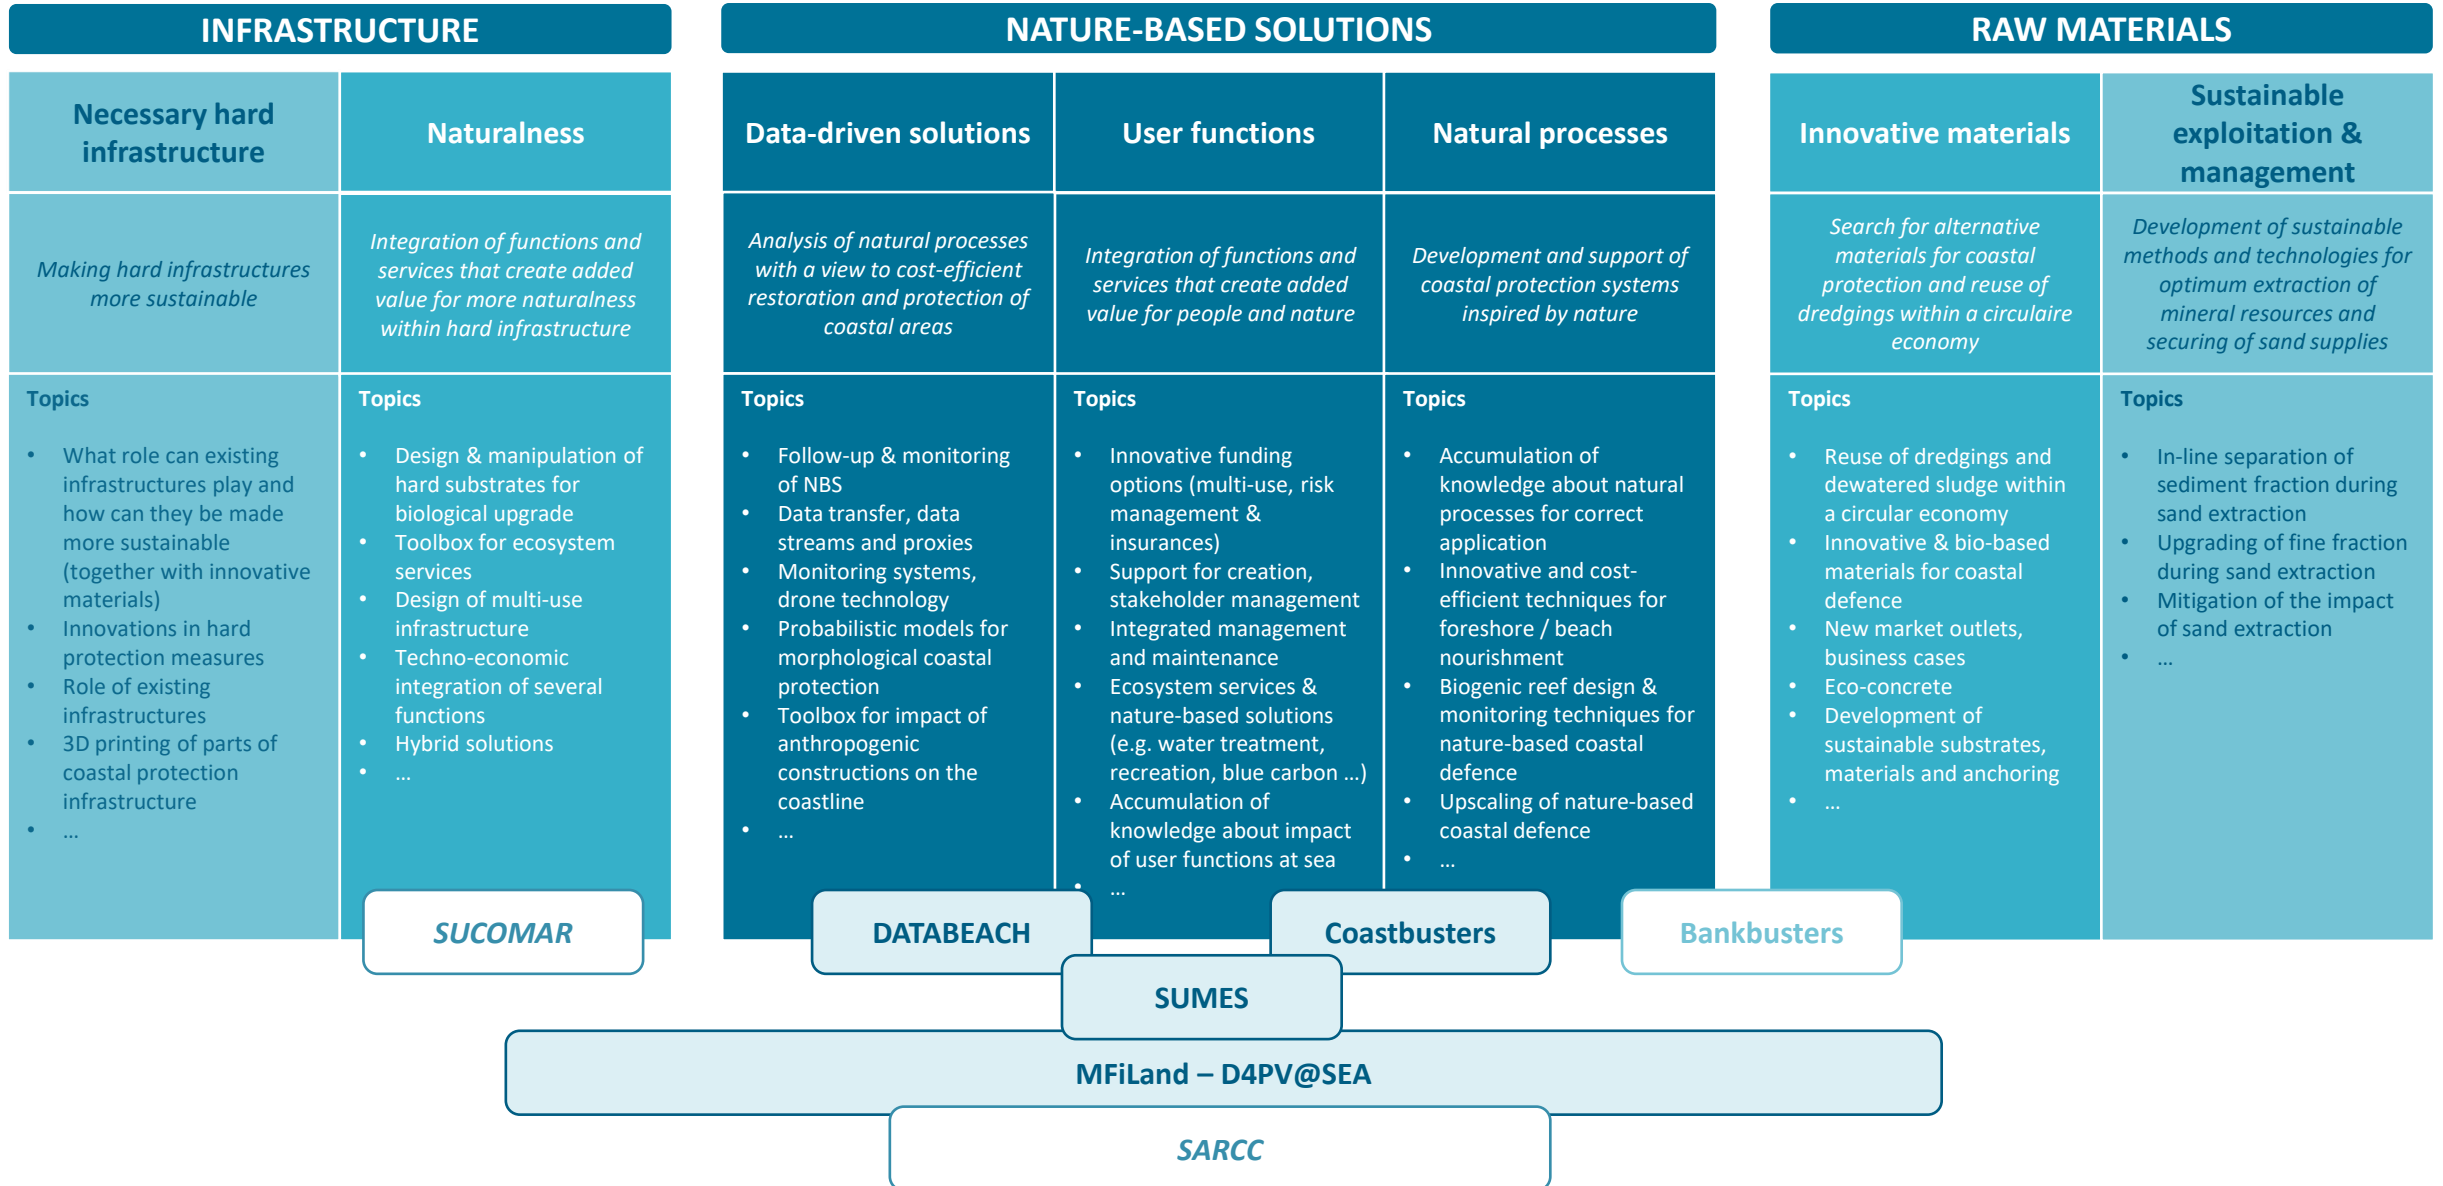 INFRASTRUCTURE
Necessary hard
infrastructure
Making hard infrastructures
more sustainable
Topics
• What role can existing
infrastructures play and
how can they be made
more sustainable
(together with innovative
materials)
• Innovations in hard
protection measures
• Role of existing
infrastructures
• 3D printing of parts of
coastal protection
infrastructure
• …
Naturalness
Integration of functions and
services that create added
value for more naturalness
within hard infrastructure
Topics
• Design & manipulation of
hard substrates for
biological upgrade
• Toolbox for ecosystem
services
• Design of multi-use
infrastructure
• Techno-economic
integration of several
functions
• Hybrid solutions
• …
NATURE-BASED SOLUTIONS
Data-driven solutions
Analysis of natural processes
with a view to cost-efficient
restoration and protection of
coastal areas
Topics
• Follow-up & monitoring
of NBS
• Data transfer, data
streams and proxies
• Monitoring systems,
drone technology
• Probabilistic models for
morphological coastal
protection
• Toolbox for impact of
anthropogenic
constructions on the
coastline
• …
User functions
Integration of functions and
services that create added
value for people and nature
Topics
• Innovative funding
options (multi-use, risk
management &
insurances)
• Support for creation,
stakeholder management
• Integrated management
and maintenance
• Ecosystem services &
nature-based solutions
(e.g. water treatment,
recreation, blue carbon …)
• Accumulation of
knowledge about impact
of user functions at sea
• …
Natural processes
Development and support of
coastal protection systems
inspired by nature
Topics
• Accumulation of
knowledge about natural
processes for correct
application
• Innovative and cost-
efficient techniques for
foreshore / beach
nourishment
• Biogenic reef design &
monitoring techniques for
nature-based coastal
defence
• Upscaling of nature-based
coastal defence
• …
RAW MATERIALS
Innovative materials
Search for alternative
materials for coastal
protection and reuse of
dredgings within a circulaire
economy
Topics
• Reuse of dredgings and
dewatered sludge within
a circular economy
• Innovative & bio-based
materials for coastal
defence
• New market outlets,
business cases
• Eco-concrete
• Development of
sustainable substrates,
materials and anchoring
• …
Sustainable
exploitation &
management
Development of sustainable
methods and technologies for
optimum extraction of
mineral resources and
securing of sand supplies
Topics
• In-line separation of
sediment fraction during
sand extraction
• Upgrading of fine fraction
during sand extraction
• Mitigation of the impact
of sand extraction
• …
SUCOMAR
DATABEACH
Coastbusters
Bankbusters
SUMES
MFiLand – D4PV@SEA
SARCC